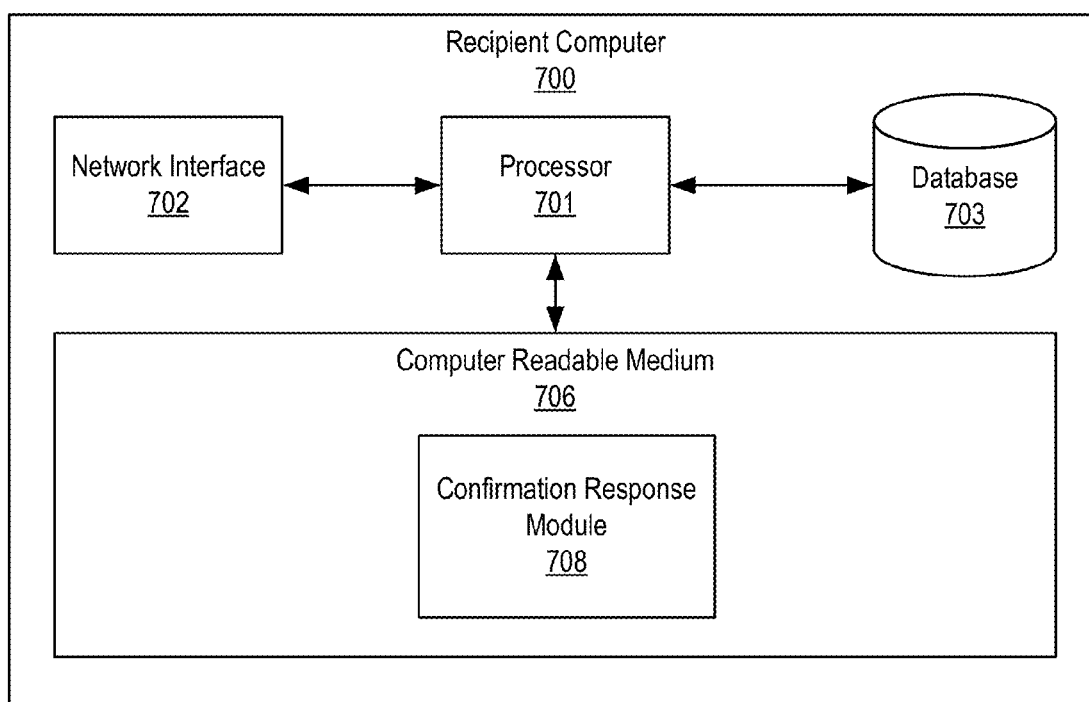 Recipient Computer
700
Network Interface
702
Processor
701
Database
703
Computer Readable Medium
706
Confirmation Response
Module
708